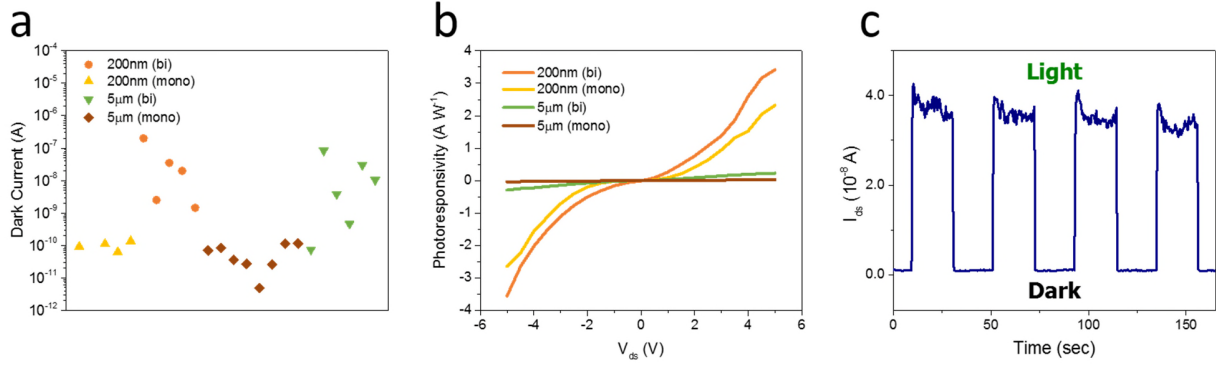 a
10⁻⁴
10⁻⁵
10⁻⁶
10⁻⁷
10⁻⁸
10⁻⁹
10⁻¹⁰
10⁻¹¹
10⁻¹²
Dark Current (A)
200nm (bi)
200nm (mono)
5μm (bi)
5μm (mono)
b
4
3
2
1
0
-1
-2
-3
-4
Photoresponsivity (A W⁻¹)
200nm (bi)
200nm (mono)
5μm (bi)
5μm (mono)
-6 -4 -2 0 2 4 6
V_ds (V)
c
4.0
2.0
0.0
I_ds (10⁻⁸ A)
Light
Dark
0 50 100 150
Time (sec)